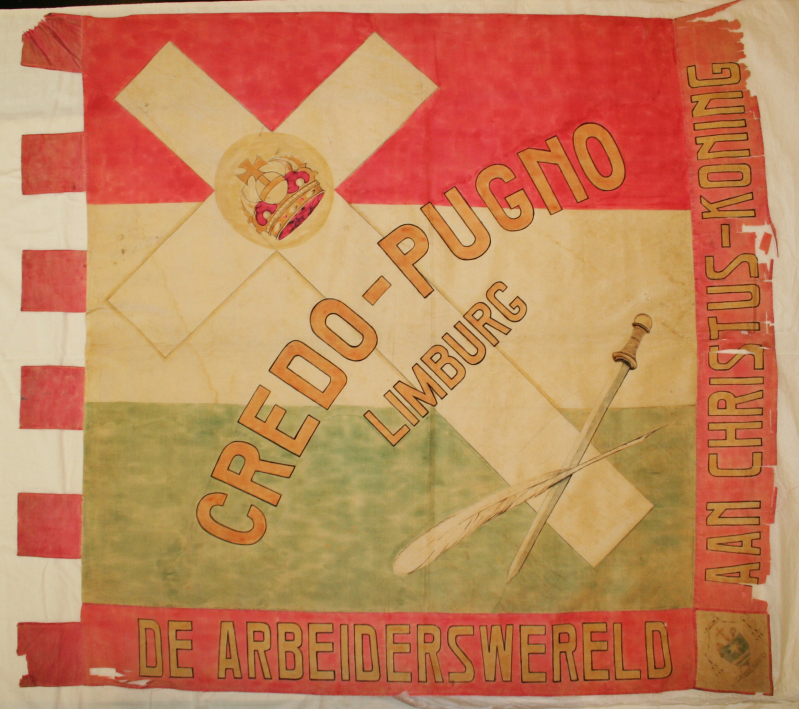 CREDO-PUGNO
LIMBURG
DE ARBEIDERSWERELD
AAN CHRISTUS-KONING